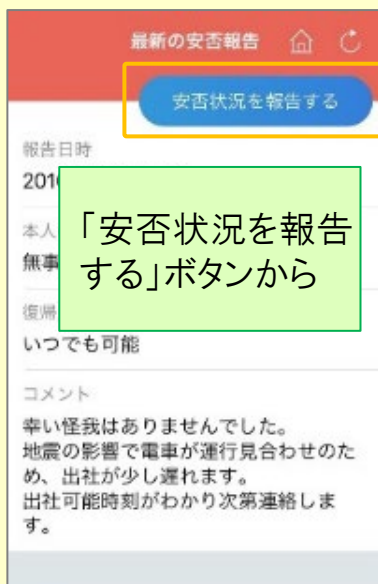 最新の安否報告
安否状況を報告する
報告日時
201
本人
「安否状況を報告
する」ボタンから
無事
復帰
いつでも可能
コメント
幸い怪我はありませんでした。
地震の影響で電車が運行見合わせのた
め、出社が少し遅れます。
出社可能時刻がわかり次第連絡しま
す。